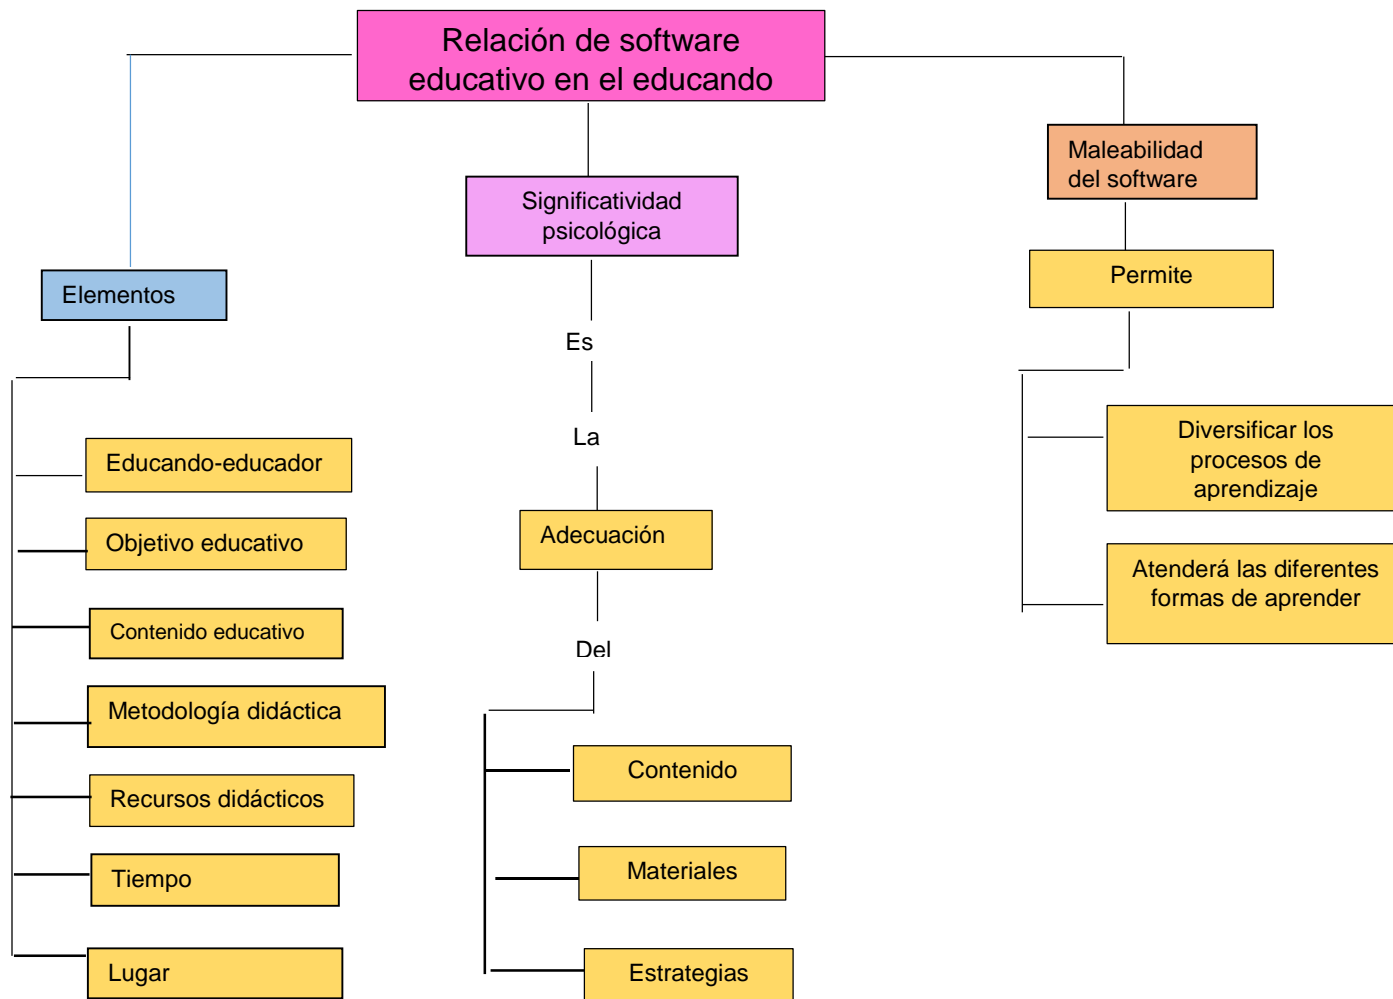 Relación de software
educativo en el educando
Elementos
Educando-educador
Objetivo educativo
Contenido educativo
Metodología didáctica
Recursos didácticos
Tiempo
Lugar
Significatividad
psicológica
Es
La
Adecuación
Del
Contenido
Materiales
Estrategias
Maleabilidad
del software
Permite
Diversificar los
procesos de
aprendizaje
Atenderá las diferentes
formas de aprender